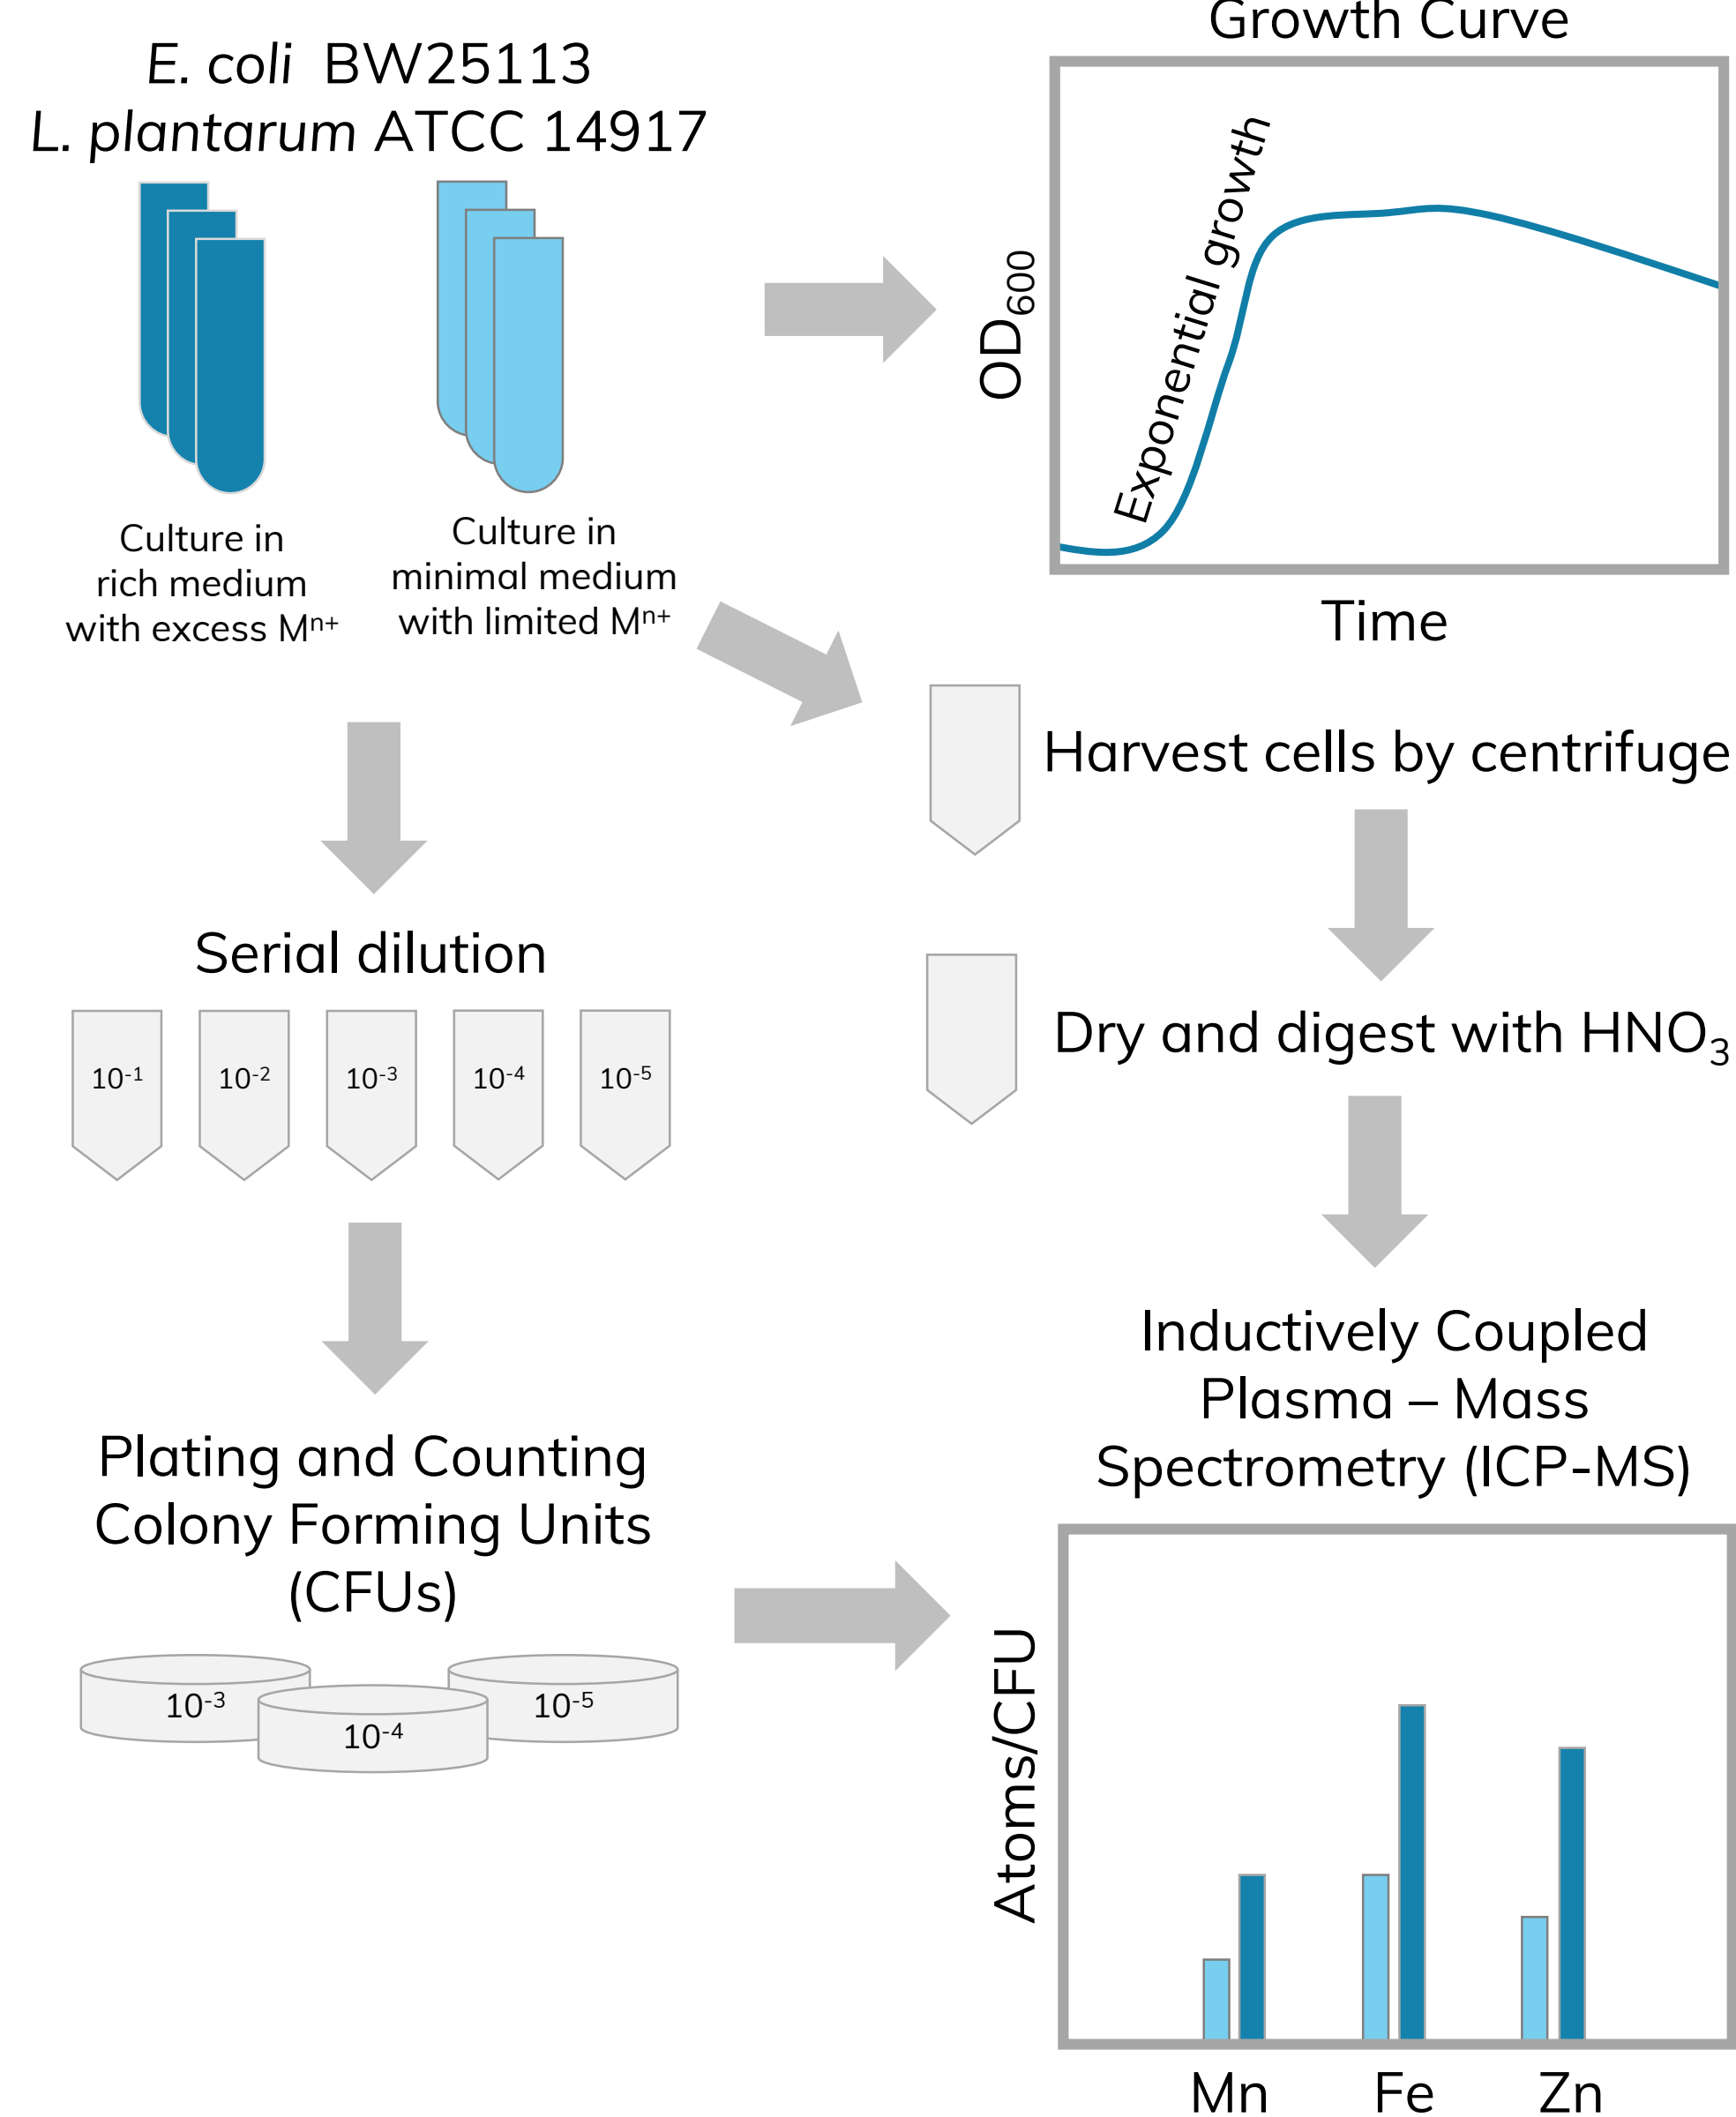 E. coli BW25113
L. plantarum ATCC 14917
Culture in
rich medium
with excess Mⁿ⁺
Culture in
minimal medium
with limited Mⁿ⁺
Growth Curve
OD₆₀₀
Exponential growth
Time
Harvest cells by centrifuge
Dry and digest with HNO₃
Serial dilution
10⁻¹
10⁻²
10⁻³
10⁻⁴
10⁻⁵
Plating and Counting
Colony Forming Units
(CFUs)
10⁻³
10⁻⁴
10⁻⁵
Inductively Coupled
Plasma – Mass
Spectrometry (ICP-MS)
Atoms/CFU
Mn
Fe
Zn